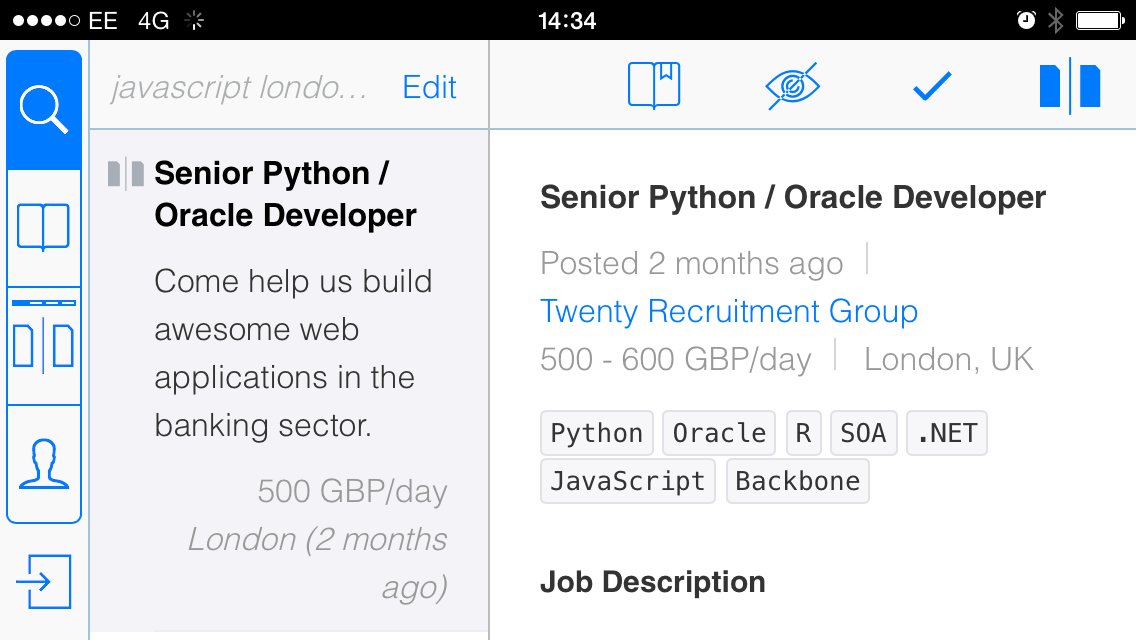 EE 4G 14:34
javascript londo... Edit
Senior Python /
Oracle Developer
Come help us build
awesome web
applications in the
banking sector.
500 GBP/day
London (2 months
ago)
Senior Python / Oracle Developer
Posted 2 months ago
Twenty Recruitment Group
500 - 600 GBP/day London, UK
Python Oracle R SOA .NET
JavaScript Backbone
Job Description